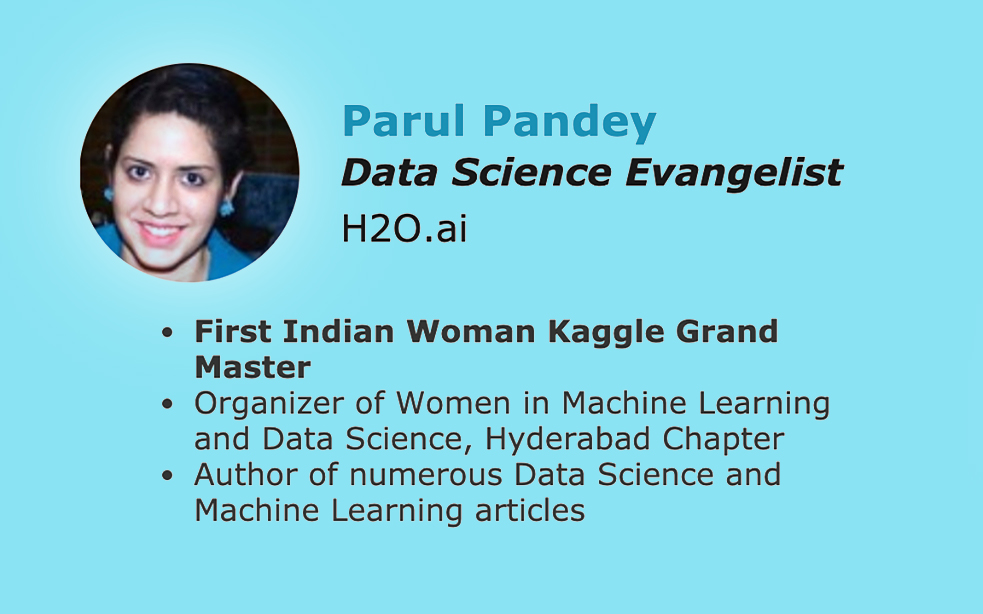 Parul Pandey
Data Science Evangelist
H2O.ai
• First Indian Woman Kaggle Grand
Master
• Organizer of Women in Machine Learning
and Data Science, Hyderabad Chapter
• Author of numerous Data Science and
Machine Learning articles